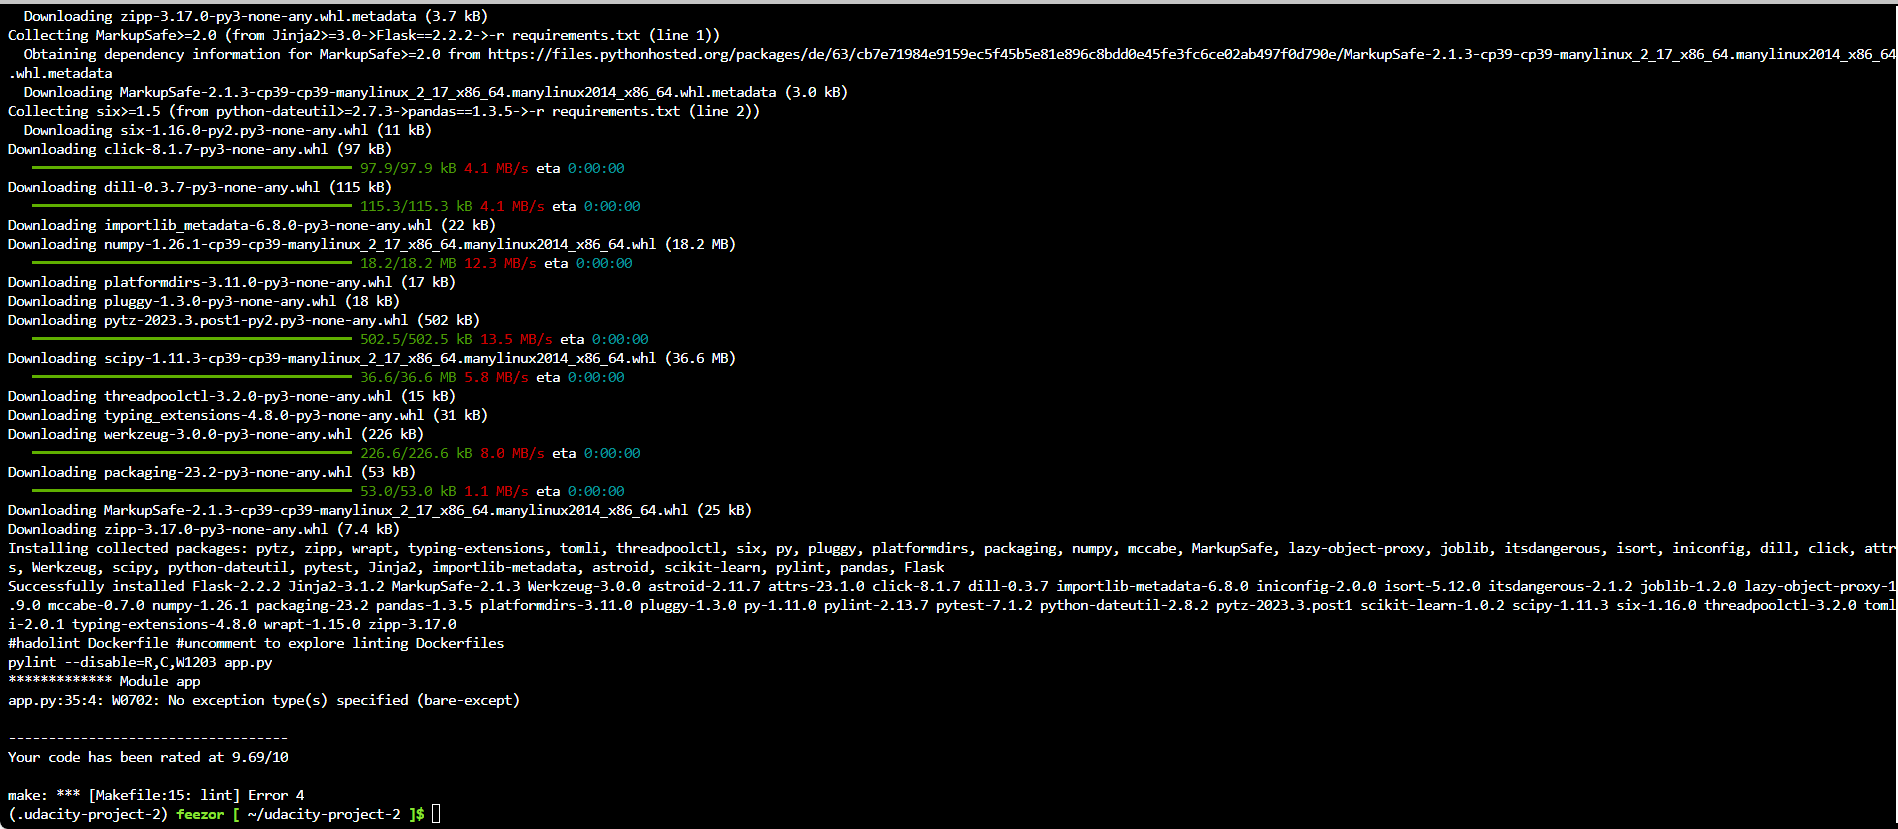 Downloading zipp-3.17.0-py3-none-any.whl.metadata (3.7 kB)
Collecting MarkupSafe>=2.0 (from Jinja2>=3.0->Flask==2.2.2->-r requirements.txt (line 1))
Obtaining dependency information for MarkupSafe>=2.0 from https://files.pythonhosted.org/packages/de/63/cb7e71984e9159ec5f45b5e81e896c8bdd0e45fe3fc6ce02ab497f0d790e/MarkupSafe-2.1.3-cp39-cp39-manylinux_2_17_x86_64.manylinux2014_x86_64
.whl.metadata
Downloading MarkupSafe-2.1.3-cp39-cp39-manylinux_2_17_x86_64.manylinux2014_x86_64.whl.metadata (3.0 kB)
Collecting six>=1.5 (from python-dateutil>=2.7.3->pandas==1.3.5->-r requirements.txt (line 2))
Downloading six-1.16.0-py2.py3-none-any.whl (11 kB)
Downloading click-8.1.7-py3-none-any.whl (97 kB)
97.9/97.9 kB 4.1 MB/s eta 0:00:00
Downloading dill-0.3.7-py3-none-any.whl (115 kB)
115.3/115.3 kB 4.1 MB/s eta 0:00:00
Downloading importlib_metadata-6.8.0-py3-none-any.whl (22 kB)
Downloading numpy-1.26.1-cp39-cp39-manylinux_2_17_x86_64.manylinux2014_x86_64.whl (18.2 MB)
18.2/18.2 MB 12.3 MB/s eta 0:00:00
Downloading platformdirs-3.11.0-py3-none-any.whl (17 kB)
Downloading pluggy-1.3.0-py3-none-any.whl (18 kB)
Downloading pytz-2023.3.post1-py2.py3-none-any.whl (502 kB)
502.5/502.5 kB 13.5 MB/s eta 0:00:00
Downloading scipy-1.11.3-cp39-cp39-manylinux_2_17_x86_64.manylinux2014_x86_64.whl (36.6 MB)
36.6/36.6 MB 5.8 MB/s eta 0:00:00
Downloading threadpoolctl-3.2.0-py3-none-any.whl (15 kB)
Downloading typing_extensions-4.8.0-py3-none-any.whl (31 kB)
Downloading werkzeug-3.0.0-py3-none-any.whl (226 kB)
226.6/226.6 kB 8.0 MB/s eta 0:00:00
Downloading packaging-23.2-py3-none-any.whl (53 kB)
53.0/53.0 kB 1.1 MB/s eta 0:00:00
Downloading MarkupSafe-2.1.3-cp39-cp39-manylinux_2_17_x86_64.manylinux2014_x86_64.whl (25 kB)
Downloading zipp-3.17.0-py3-none-any.whl (7.4 kB)
Installing collected packages: pytz, zipp, wrapt, typing-extensions, tomli, threadpoolctl, six, py, pluggy, platformdirs, packaging, numpy, mccabe, MarkupSafe, lazy-object-proxy, joblib, itsdangerous, isort, iniconfig, dill, click, attr
s, Werkzeug, scipy, python-dateutil, pytest, Jinja2, importlib-metadata, astroid, scikit-learn, pylint, pandas, Flask
Successfully installed Flask-2.2.2 Jinja2-3.1.2 MarkupSafe-2.1.3 Werkzeug-3.0.0 astroid-2.11.7 attrs-23.1.0 click-8.1.7 dill-0.3.7 importlib-metadata-6.8.0 iniconfig-2.0.0 isort-5.12.0 itsdangerous-2.1.2 joblib-1.2.0 lazy-object-proxy-1
.9.0 mccabe-0.7.0 numpy-1.26.1 packaging-23.2 pandas-1.3.5 platformdirs-3.11.0 pluggy-1.3.0 py-1.11.0 pylint-2.13.7 pytest-7.1.2 python-dateutil-2.8.2 pytz-2023.3.post1 scikit-learn-1.0.2 scipy-1.11.3 six-1.16.0 threadpoolctl-3.2.0 toml
i-2.0.1 typing-extensions-4.8.0 wrapt-1.15.0 zipp-3.17.0
#hadolint Dockerfile #uncomment to explore linting Dockerfiles
pylint --disable=R,C,W1203 app.py
************* Module app
app.py:35:4: W0702: No exception type(s) specified (bare-except)
-----------------------------------
Your code has been rated at 9.69/10
make: *** [Makefile:15: lint] Error 4
(.udacity-project-2) feezor [ ~/udacity-project-2 ]$